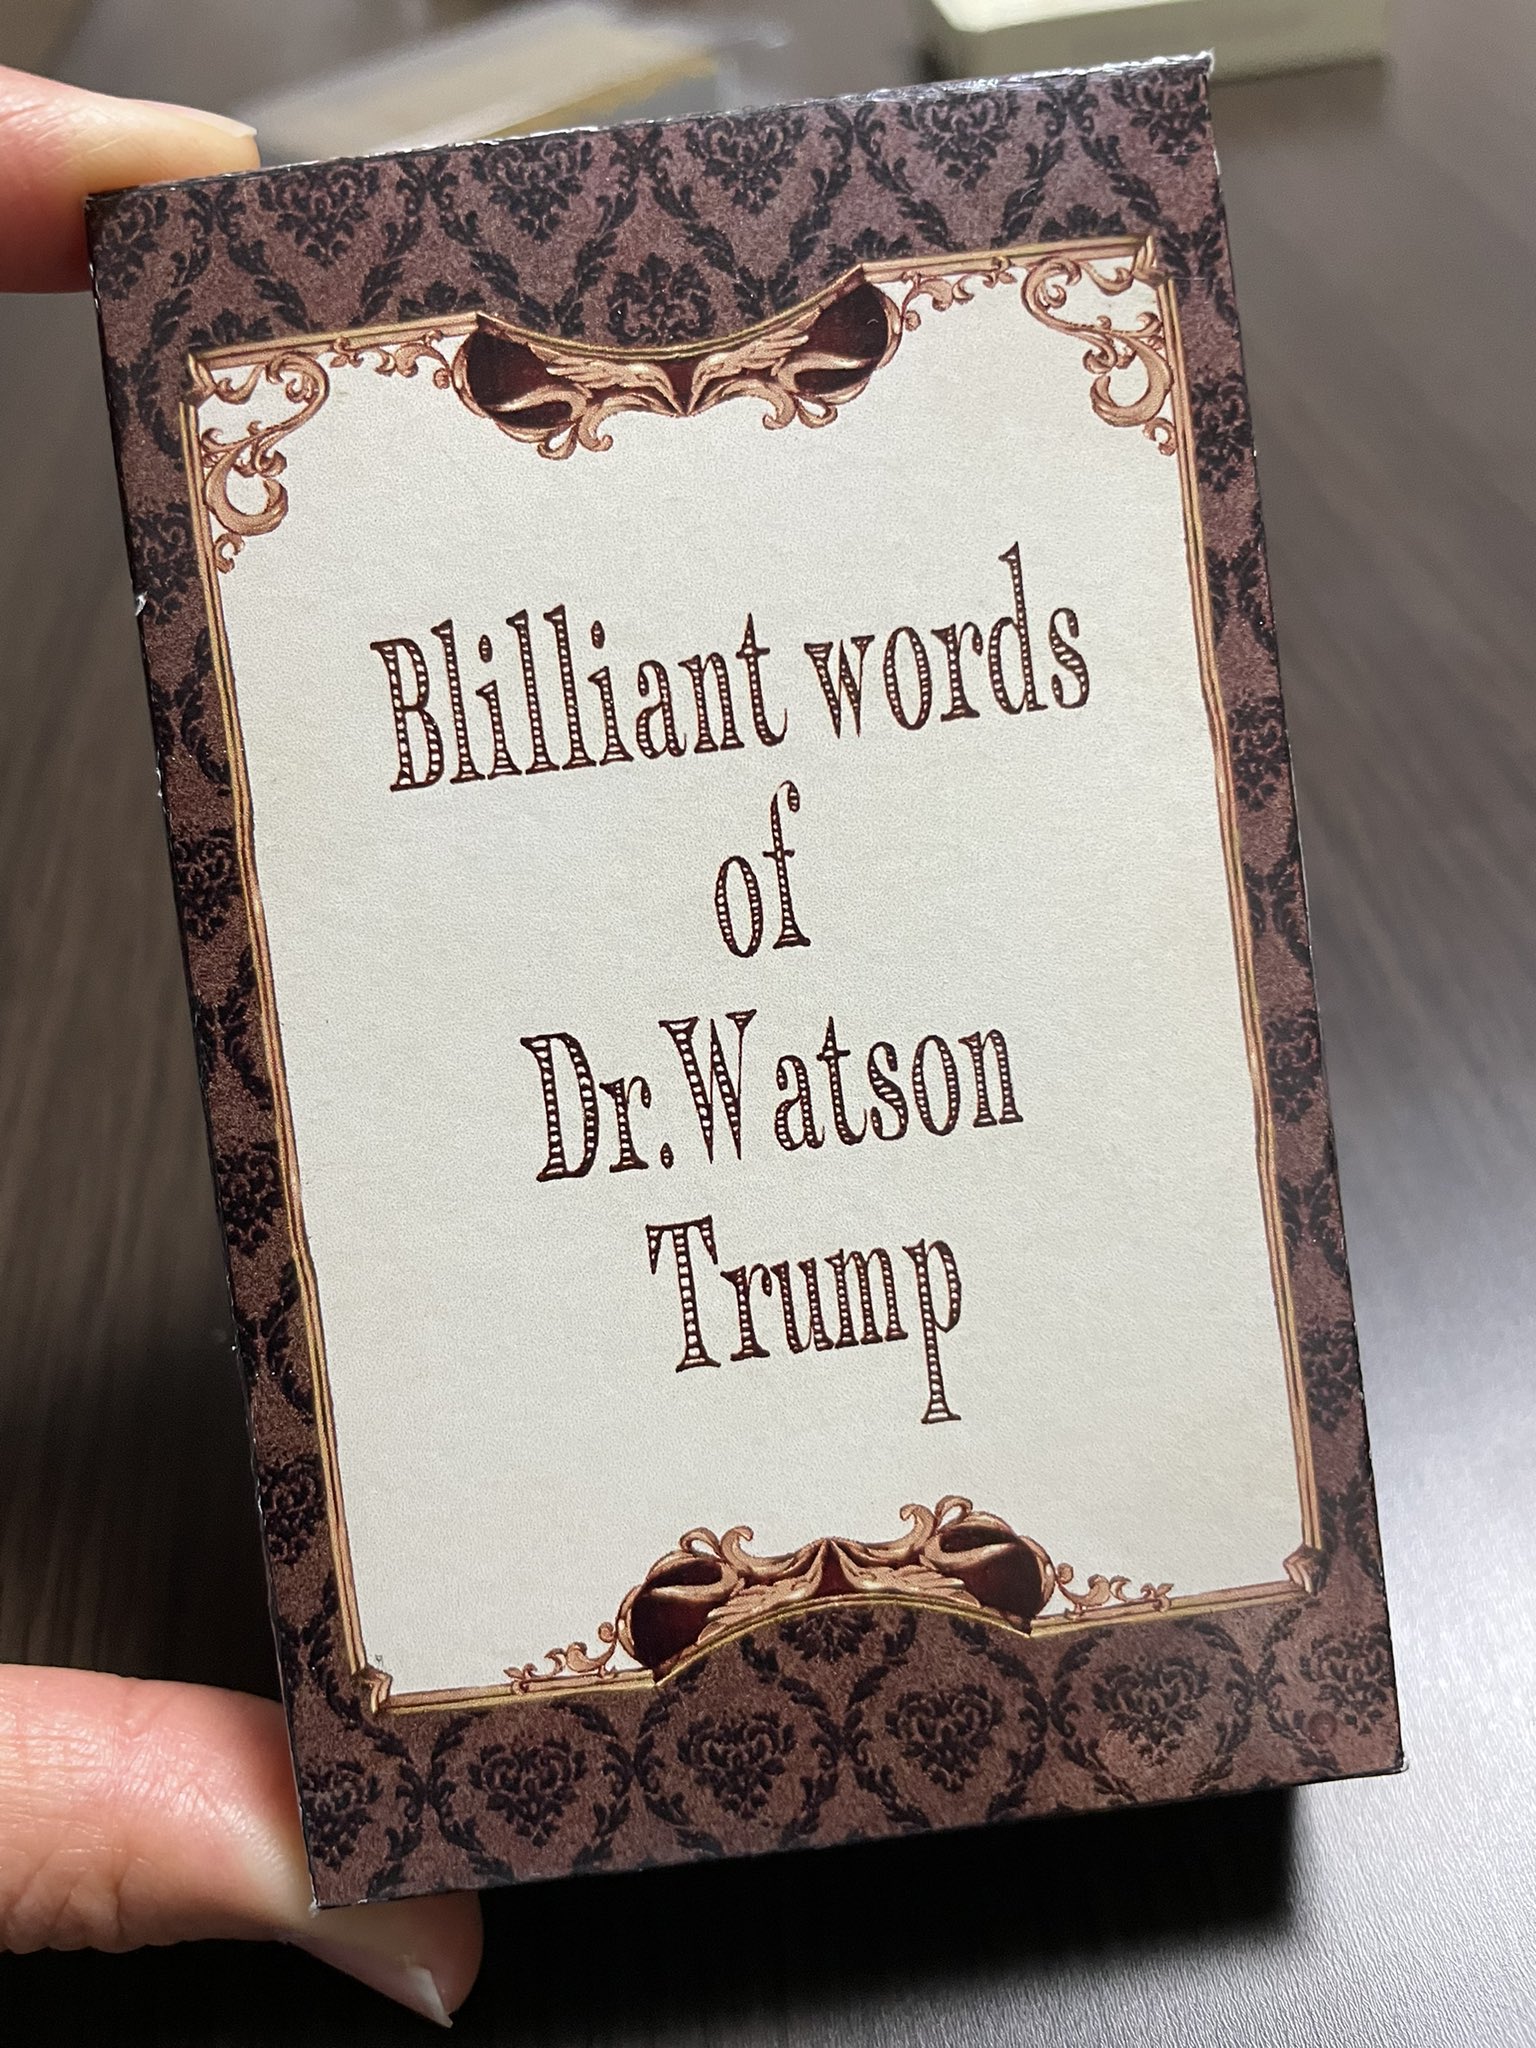 Blilliant words
of
Dr.Watson
Trump